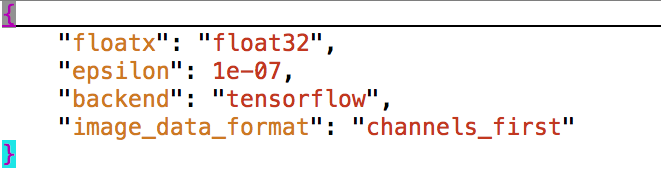 {
    "floatx": "float32",
    "epsilon": 1e-07,
    "backend": "tensorflow",
    "image_data_format": "channels_first"
}